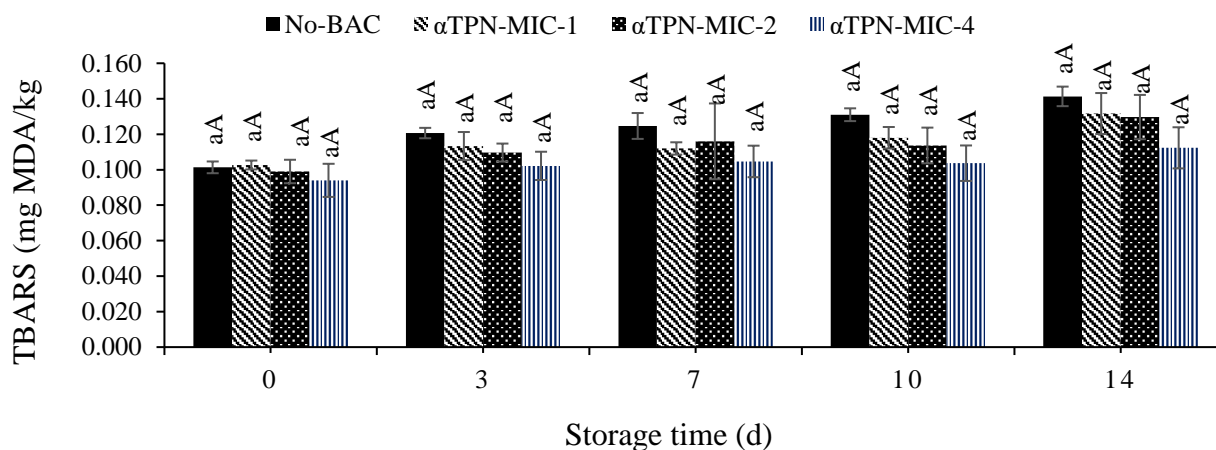 No-BAC αTPN-MIC-1 αTPN-MIC-2 αTPN-MIC-4
TBARS (mg MDA/kg
0.160
0.140
0.120
0.100
0.080
0.060
0.040
0.020
0.000
aA aA aA aA aA aA aA aA aA aA aA aA aA aA aA aA aA aA aA aA
0 3 7 10 14
Storage time (d)